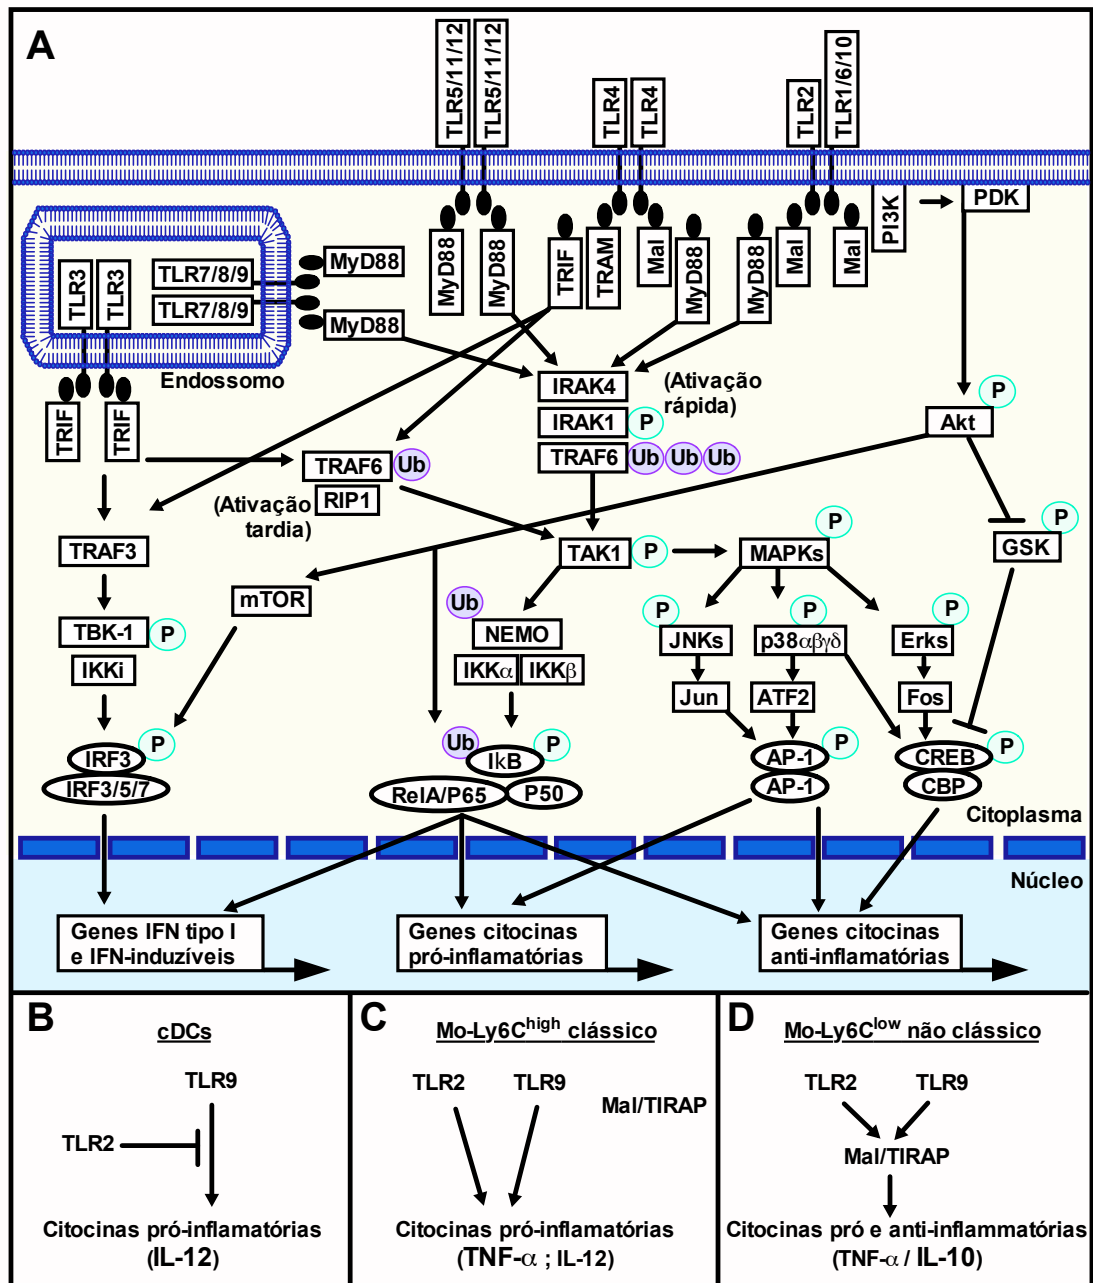 A
TLR5/11/12
TLR5/11/12
TLR4
TLR4
TLR2
TLR1/6/10
PI3K
PDK
MyD88
MyD88
TRIF
TRAM
Mal
MyD88
MyD88
Mal
Mal
TLR3
TLR3
TLR7/8/9
TLR7/8/9
MyD88
MyD88
Endossomo
TRIF
TRIF
IRAK4
(Ativação
rápida)
IRAK1
P
TRAF6
Ub
Ub
Ub
P
Akt
TRAF6
Ub
RIP1
(Ativação
tardia)
TRAF3
TAK1
P
P
MAPKs
P
GSK
mTOR
TBK-1
P
IKKi
Ub
NEMO
IKKα
IKKβ
P
JNKs
P
p38αβγδ
P
Erks
Jun
ATF2
Fos
IRF3
P
IRF3/5/7
Ub
IkB
P
RelA/P65
P50
AP-1
P
AP-1
CREB
P
CBP
Citoplasma
Núcleo
Genes IFN tipo I
e IFN-induzíveis
Genes citocinas
pró-inflamatórias
Genes citocinas
anti-inflamatórias
B
cDCs
TLR9
TLR2
Citocinas pró-inflamatórias
(IL-12)
C
Mo-Ly6Chigh clássico
TLR2
TLR9
Mal/TIRAP
Citocinas pró-inflamatórias
(TNF-α ; IL-12)
D
Mo-Ly6Clow não clássico
TLR2
TLR9
Mal/TIRAP
Citocinas pró e anti-inflammatórias
(TNF-α / IL-10)